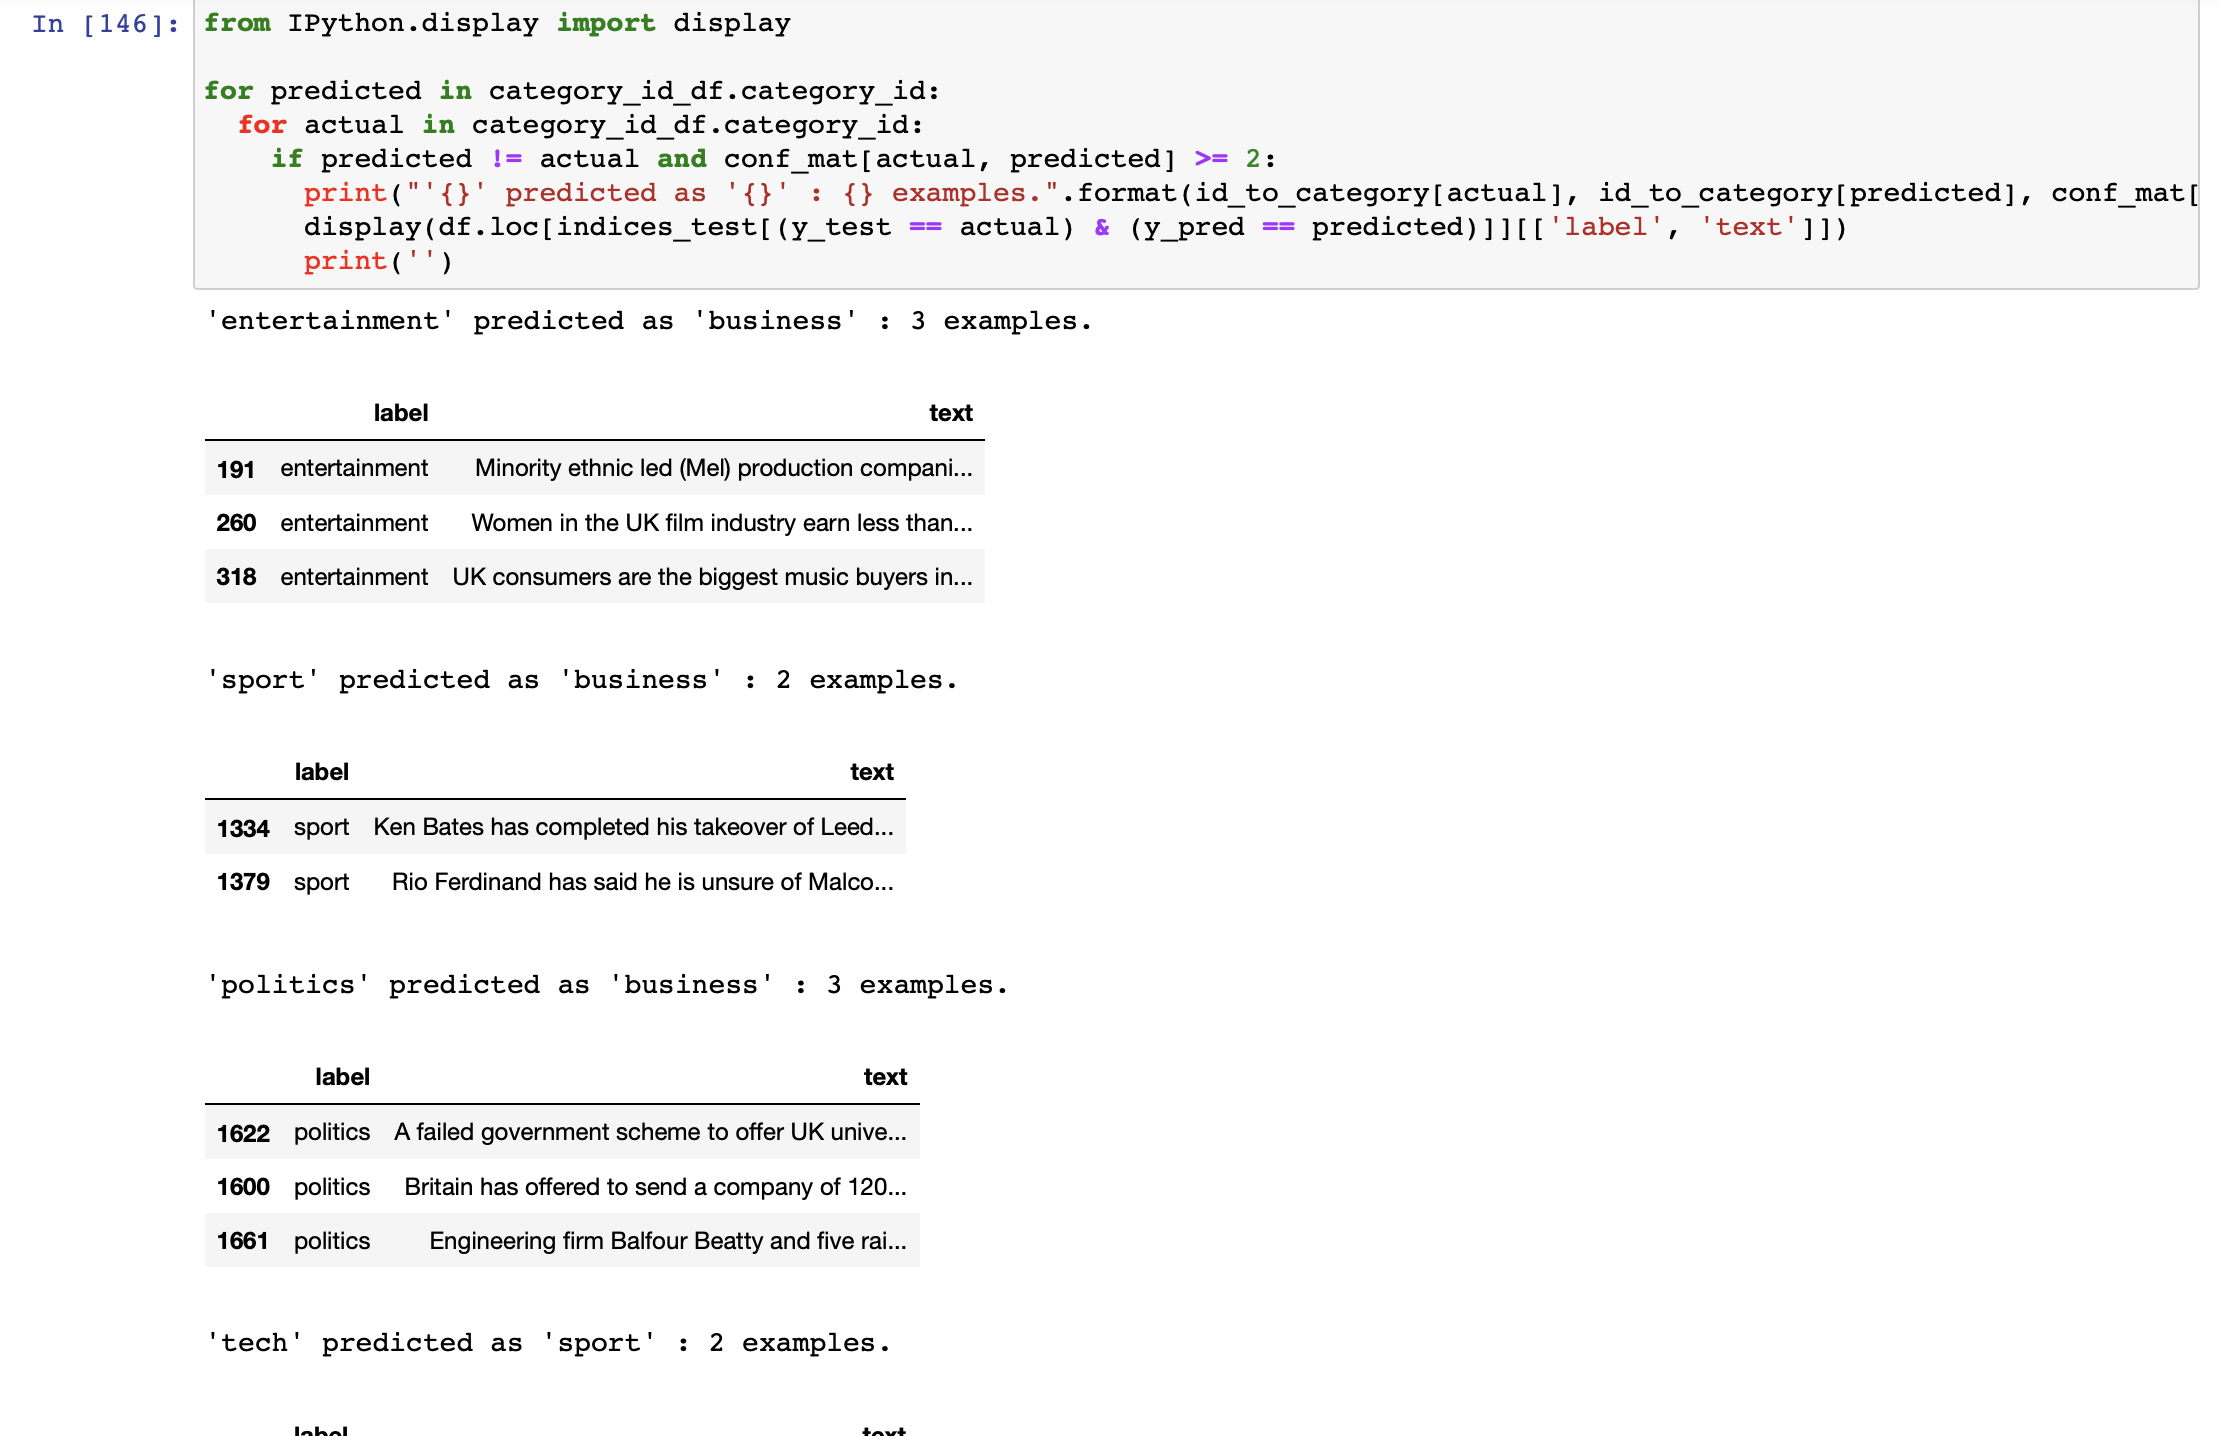 In [146]: from IPython.display import display
for predicted in category_id_df.category_id:
for actual in category_id_df.category_id:
if predicted != actual and conf_mat[actual, predicted] >= 2:
print("'{}' predicted as '{}' : {} examples.".format(id_to_category[actual], id_to_category[predicted], conf_mat[
display(df.loc[indices_test[(y_test == actual) & (y_pred == predicted)]][['label', 'text']])
print('')
'entertainment' predicted as 'business' : 3 examples.
label text
191 entertainment Minority ethnic led (Mel) production compani...
260 entertainment Women in the UK film industry earn less than...
318 entertainment UK consumers are the biggest music buyers in...
'sport' predicted as 'business' : 2 examples.
label text
1334 sport Ken Bates has completed his takeover of Leed...
1379 sport Rio Ferdinand has said he is unsure of Malco...
'politics' predicted as 'business' : 3 examples.
label text
1622 politics A failed government scheme to offer UK unive...
1600 politics Britain has offered to send a company of 120...
1661 politics Engineering firm Balfour Beatty and five rai...
'tech' predicted as 'sport' : 2 examples.
label text